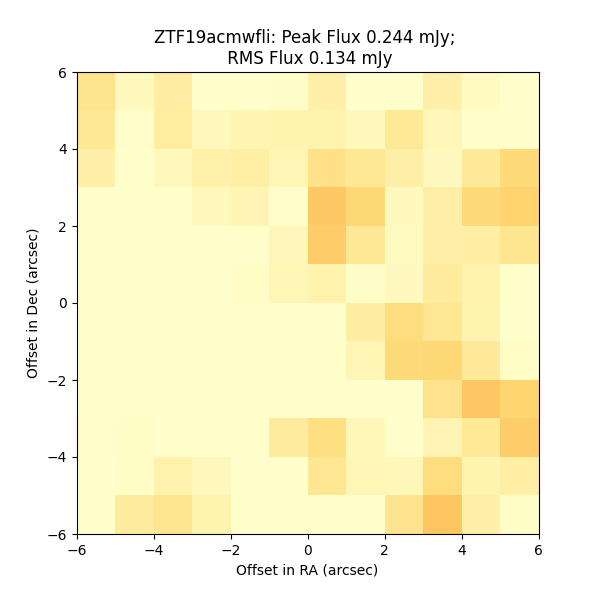 ZTF19acmwfli: Peak Flux 0.244 mJy;
RMS Flux 0.134 mJy
6
4
2
0
−2
−4
−6
Offset in Dec (arcsec)
−6 −4 −2 0 2 4 6
Offset in RA (arcsec)